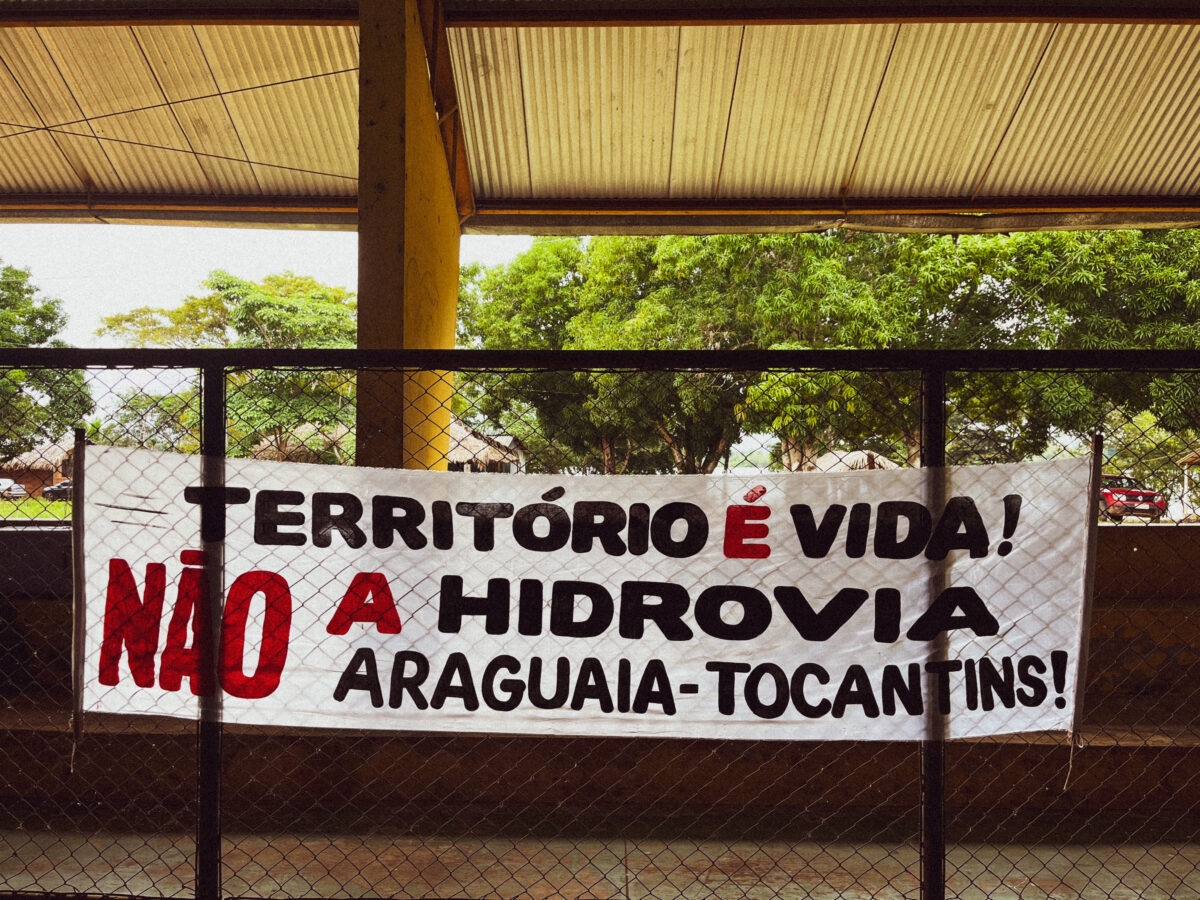 TERRITÓRIO É VIDA!
NÃO A HIDROVIA
ARAGUAIA-TOCANTINS!